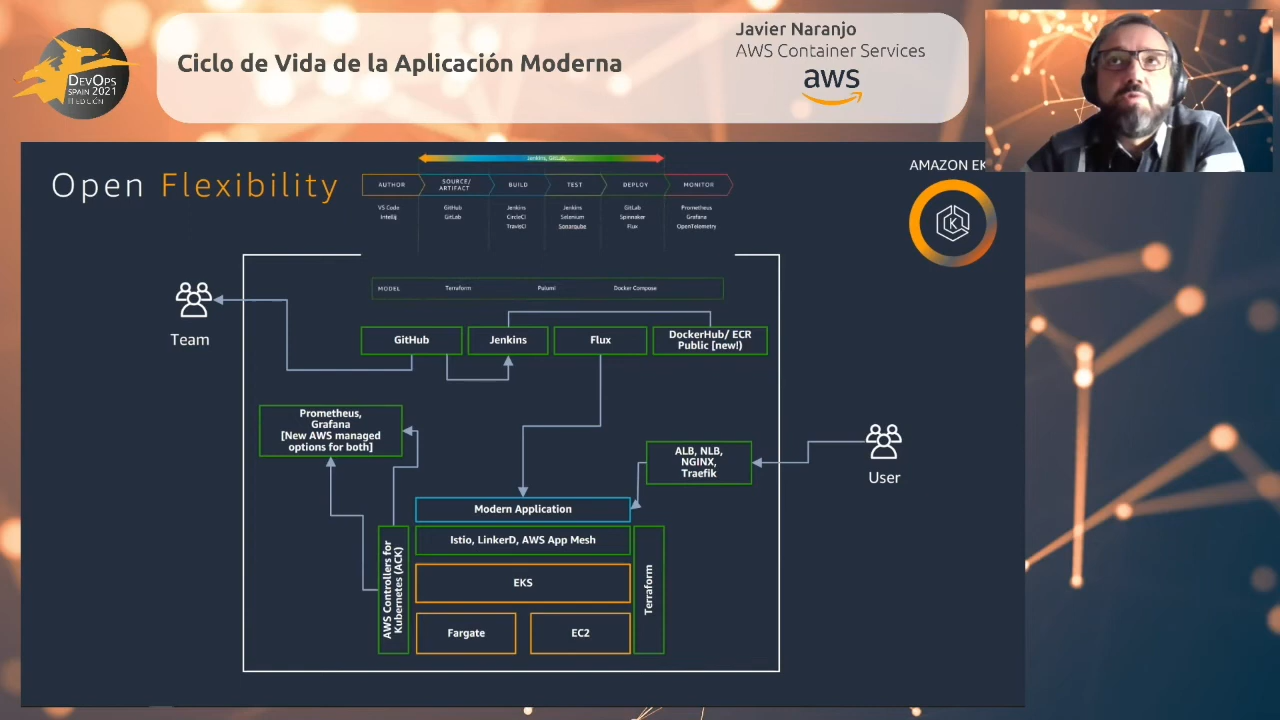 DevOps
SPAIN 2021
II EDICIÓN
Ciclo de Vida de la Aplicación Moderna
Javier Naranjo
AWS Container Services
aws
Open Flexibility
Jenkins, GitLab, ...
AUTHOR
SOURCE/
ARTIFACT
BUILD
TEST
DEPLOY
MONITOR
VS Code
IntelliJ
GitHub
GitLab
Jenkins
CircleCI
TravisCI
Jenkins
Selenium
Sonarqube
GitLab
Spinnaker
Flux
Prometheus
Grafana
OpenTelemetry
AMAZON EK
K
MODEL
Terraform
Pulumi
Docker Compose
Team
GitHub
Jenkins
Flux
DockerHub/ ECR
Public [new!)
Prometheus,
Grafana
[New AWS managed
options for both]
ALB, NLB,
NGINX,
Traefik
User
Modern Application
Istio, LinkerD, AWS App Mesh
EKS
Fargate
EC2
AWS Controllers for
Kubernetes (ACK)
Terraform